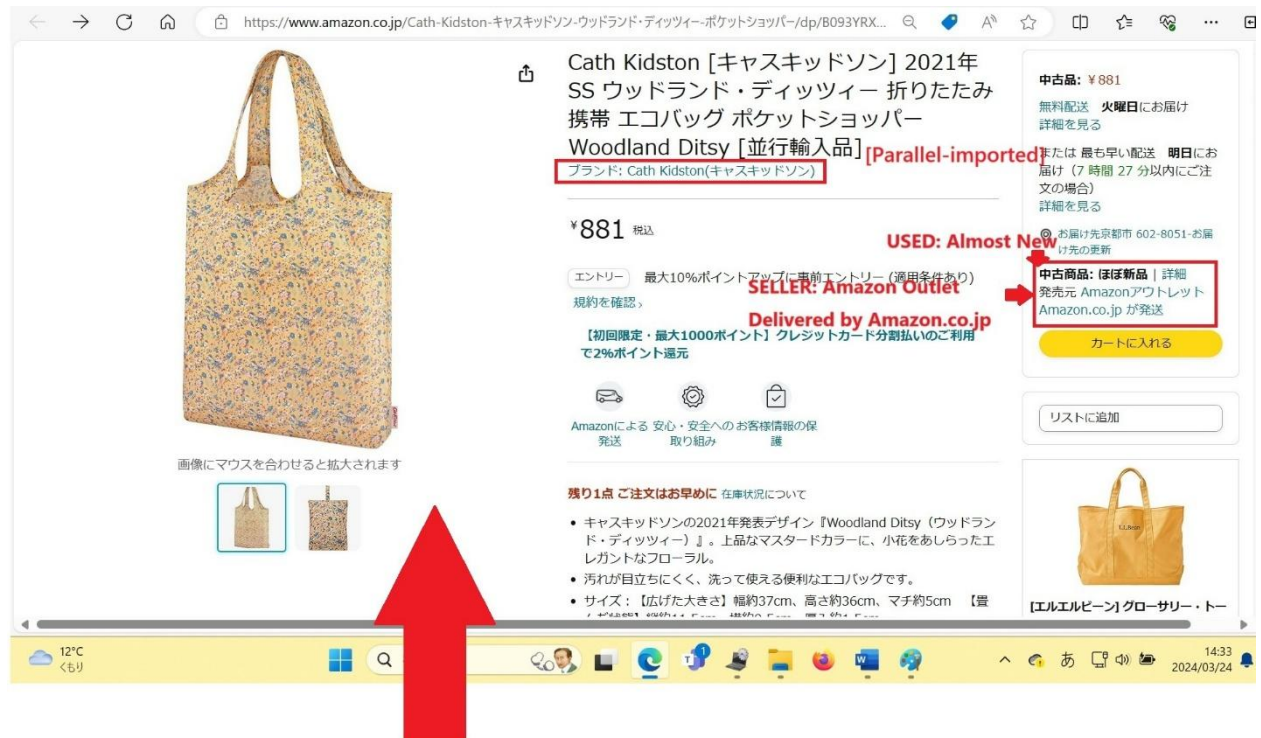 https://www.amazon.co.jp/Cath-Kidston-キャスキッドソン-ウッドランド・ディッツィー-ポケットショッパー/dp/B093YRX...
Cath Kidston [キャスキッドソン] 2021年
SS ウッドランド・ディッツィー 折りたたみ
携帯 エコバッグ ポケットショッパー
Woodland Ditsy [並行輸入品]
[Parallel-imported]
ブランド: Cath Kidston(キャスキッドソン)
¥881 税込
エントリー 最大10%ポイントアップに事前エントリー (適用条件あり)
規約を確認 ›
【初回限定・最大1000ポイント】クレジットカード分割払いのご利用
で2%ポイント還元
Amazonによる
発送
安心・安全への
取り組み
お客様情報の保
護
残り1点 ご注文はお早めに 在庫状況について
• キャスキッドソンの2021年発表デザイン『Woodland Ditsy（ウッドラン
ド・ディッツィー）』。上品なマスタードカラーに、小花をあしらったエ
レガントなフローラル。
• 汚れが目立ちにくく、洗って使える便利なエコバッグです。
• サイズ：【広げた大きさ】幅約37cm、高さ約36cm、マチ約5cm 【畳
画像にマウスを合わせると拡大されます
中古品: ¥881
無料配送 火曜日にお届け
詳細を見る
または 最も早い配送 明日にお
届け（7 時間 27 分以内にご注
文の場合）
詳細を見る
お届け先京都市 602-8051-お届
け先の更新
USED: Almost New
SELLER: Amazon Outlet
Delivered by Amazon.co.jp
中古商品: ほぼ新品 | 詳細
発売元 Amazonアウトレット
Amazon.co.jp が発送
カートに入れる
リストに追加
L.L.Bean
[エルエルビーン] グローサリー・トー
12°C
くもり
あ
14:33
2024/03/24